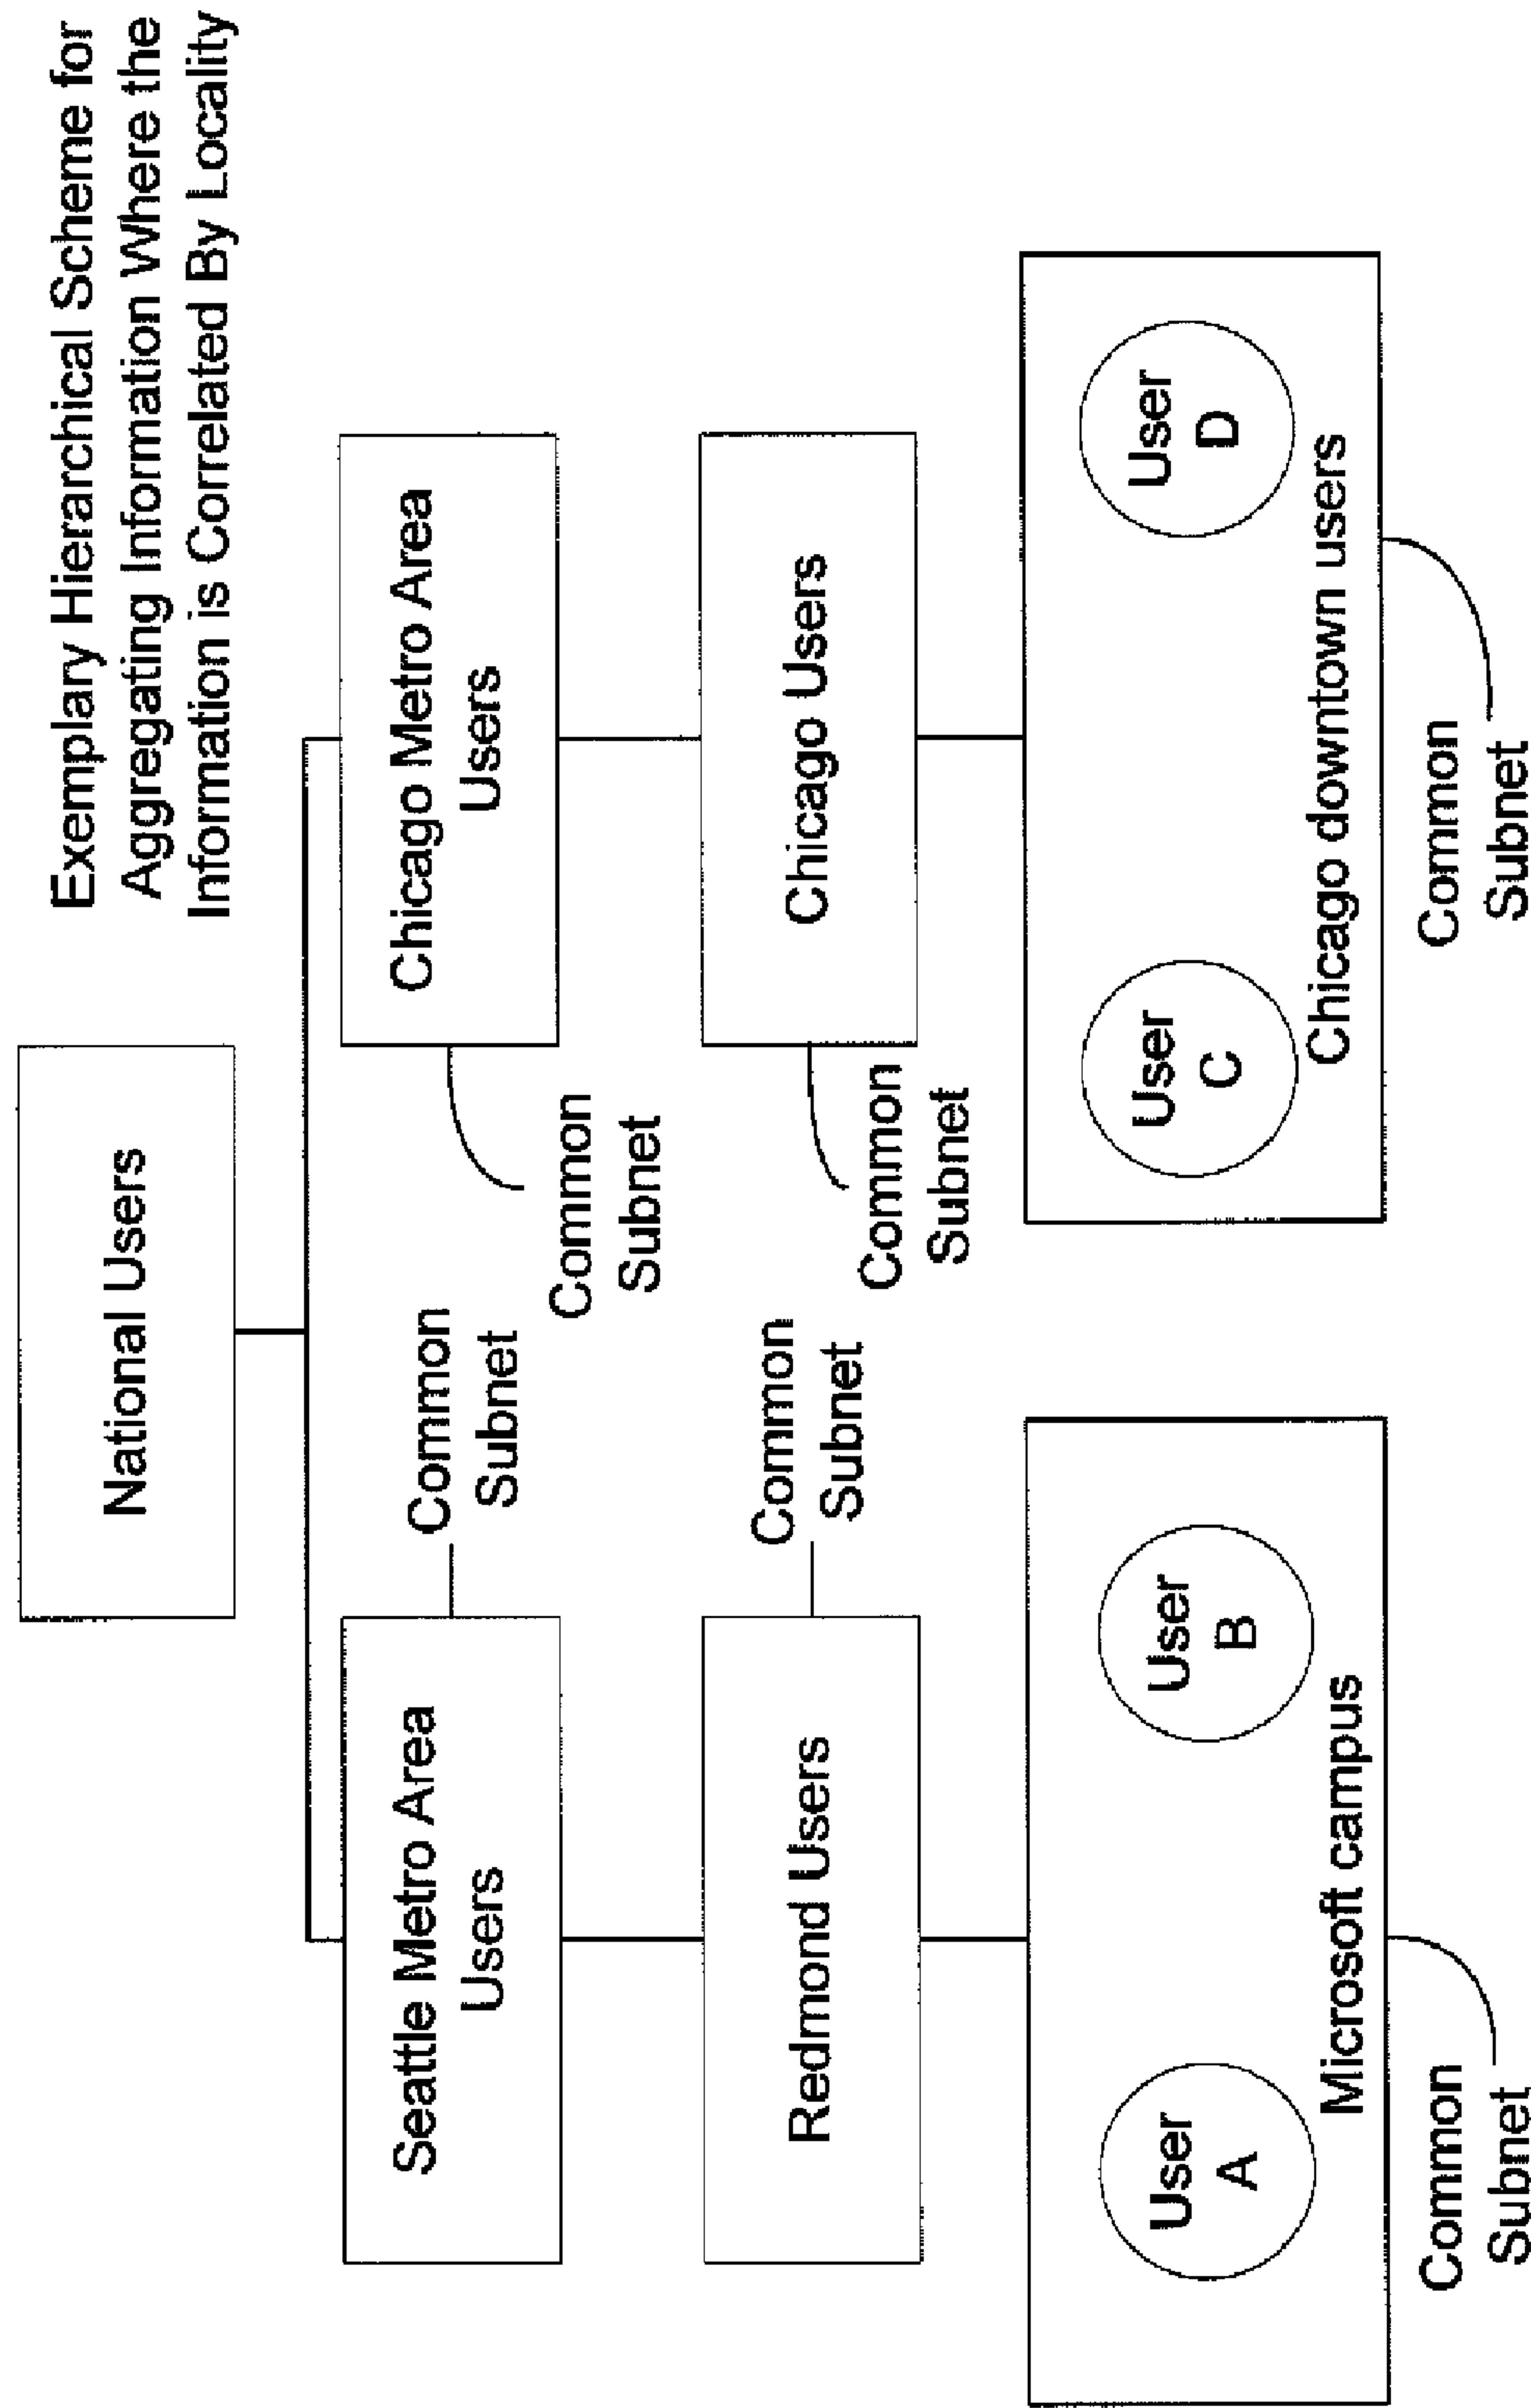 Exemplary Hierarchical Scheme for
Aggregating Information Where the
Information is Correlated By Locality
National Users
Seattle Metro Area
Users
Common
Subnet
Chicago Metro Area
Users
Common
Subnet
Redmond Users
Common
Subnet
Chicago Users
Common
Subnet
User
A
User
B
Microsoft campus
Common
Subnet
User
C
User
D
Chicago downtown users
Common
Subnet